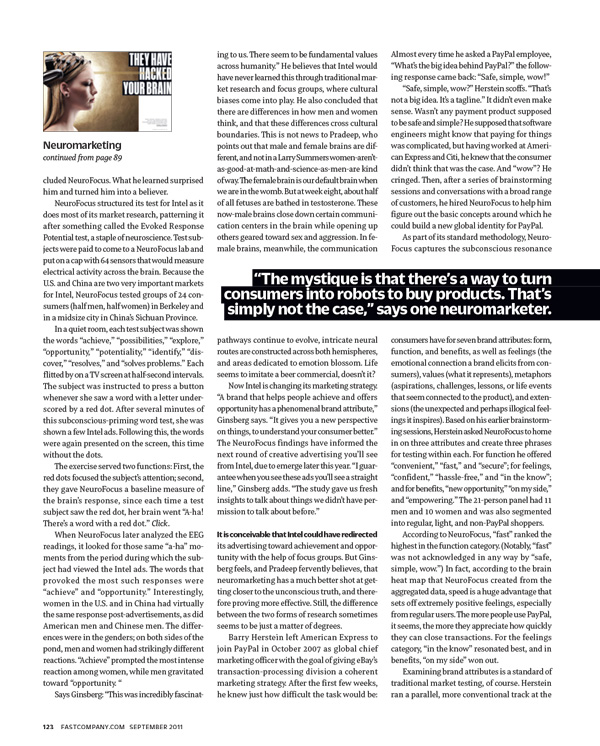 THEY HAVE
HACKED
YOUR BRAIN
Neuromarketing
continued from page 89
cluded NeuroFocus. What he learned surprised
him and turned him into a believer.
NeuroFocus structured its test for Intel as it
does most of its market research, patterning it
after something called the Evoked Response
Potential test, a staple of neuroscience. Test sub-
jects were paid to come to a NeuroFocus lab and
put on a cap with 64 sensors that would measure
electrical activity across the brain. Because the
U.S. and China are two very important markets
for Intel, NeuroFocus tested groups of 24 con-
sumers (half men, half women) in Berkeley and
in a midsize city in China's Sichuan Province.
In a quiet room, each test subject was shown
the words "achieve," "possibilities," "explore,"
"opportunity," "potentiality," "identify," "dis-
cover," "resolves," and "solves problems." Each
flitted by on a TV screen at half-second intervals.
The subject was instructed to press a button
whenever she saw a word with a letter under-
scored by a red dot. After several minutes of
this subconscious-priming word test, she was
shown a few Intel ads. Following this, the words
were again presented on the screen, this time
without the dots.
The exercise served two functions: First, the
red dots focused the subject's attention; second,
they gave NeuroFocus a baseline measure of
the brain's response, since each time a test
subject saw the red dot, her brain went "A-ha!
There's a word with a red dot." Click.
When NeuroFocus later analyzed the EEG
readings, it looked for those same "a-ha" mo-
ments from the period during which the sub-
ject had viewed the Intel ads. The words that
provoked the most such responses were
"achieve" and "opportunity." Interestingly,
women in the U.S. and in China had virtually
the same response post-advertisements, as did
American men and Chinese men. The differ-
ences were in the genders; on both sides of the
pond, men and women had strikingly different
reactions. "Achieve" prompted the most intense
reaction among women, while men gravitated
toward "opportunity. "
Says Ginsberg: "This was incredibly fascinat-
ing to us. There seem to be fundamental values
across humanity." He believes that Intel would
have never learned this through traditional mar-
ket research and focus groups, where cultural
biases come into play. He also concluded that
there are differences in how men and women
think, and that these differences cross cultural
boundaries. This is not news to Pradeep, who
points out that male and female brains are dif-
ferent, and not in a Larry Summers women-aren't-
as-good-at-math-and-science-as-men are kind
of way. The female brain is our default brain when
we are in the womb. But at week eight, about half
of all fetuses are bathed in testosterone. These
now-male brains close down certain communi-
cation centers in the brain while opening up
others geared toward sex and aggression. In fe-
male brains, meanwhile, the communication
pathways continue to evolve, intricate neural
routes are constructed across both hemispheres,
and areas dedicated to emotion blossom. Life
seems to imitate a beer commercial, doesn't it?
Now Intel is changing its marketing strategy.
"A brand that helps people achieve and offers
opportunity has a phenomenal brand attribute,"
Ginsberg says. "It gives you a new perspective
on things, to understand your consumer better."
The NeuroFocus findings have informed the
next round of creative advertising you'll see
from Intel, due to emerge later this year. "I guar-
antee when you see these ads you'll see a straight
line," Ginsberg adds. "The study gave us fresh
insights to talk about things we didn't have per-
mission to talk about before."
It is conceivable that Intel could have redirected
its advertising toward achievement and oppor-
tunity with the help of focus groups. But Gins-
berg feels, and Pradeep fervently believes, that
neuromarketing has a much better shot at get-
ting closer to the unconscious truth, and there-
fore proving more effective. Still, the difference
between the two forms of research sometimes
seems to be just a matter of degrees.
Barry Herstein left American Express to
join PayPal in October 2007 as global chief
marketing officer with the goal of giving eBay's
transaction-processing division a coherent
marketing strategy. After the first few weeks,
he knew just how difficult the task would be:
Almost every time he asked a PayPal employee,
"What's the big idea behind PayPal?" the follow-
ing response came back: "Safe, simple, wow!"
"Safe, simple, wow?" Herstein scoffs. "That's
not a big idea. It's a tagline." It didn't even make
sense. Wasn't any payment product supposed
to be safe and simple? He supposed that software
engineers might know that paying for things
was complicated, but having worked at Ameri-
can Express and Citi, he knew that the consumer
didn't think that was the case. And "wow"? He
cringed. Then, after a series of brainstorming
sessions and conversations with a broad range
of customers, he hired NeuroFocus to help him
figure out the basic concepts around which he
could build a new global identity for PayPal.
As part of its standard methodology, Neuro-
Focus captures the subconscious resonance
"The mystique is that there's a way to turn
consumers into robots to buy products. That's
simply not the case," says one neuromarketer.
consumers have for seven brand attributes: form,
function, and benefits, as well as feelings (the
emotional connection a brand elicits from con-
sumers), values (what it represents), metaphors
(aspirations, challenges, lessons, or life events
that seem connected to the product), and exten-
sions (the unexpected and perhaps illogical feel-
ings it inspires). Based on his earlier brainstorm-
ing sessions, Herstein asked NeuroFocus to home
in on three attributes and create three phrases
for testing within each. For function he offered
"convenient," "fast," and "secure"; for feelings,
"confident," "hassle-free," and "in the know";
and for benefits, "new opportunity," "on my side,"
and "empowering." The 21-person panel had 11
men and 10 women and was also segmented
into regular, light, and non-PayPal shoppers.
According to NeuroFocus, "fast" ranked the
highest in the function category. (Notably, "fast"
was not acknowledged in any way by "safe,
simple, wow.") In fact, according to the brain
heat map that NeuroFocus created from the
aggregated data, speed is a huge advantage that
sets off extremely positive feelings, especially
from regular users. The more people use PayPal,
it seems, the more they appreciate how quickly
they can close transactions. For the feelings
category, "in the know" resonated best, and in
benefits, "on my side" won out.
Examining brand attributes is a standard of
traditional market testing, of course. Herstein
ran a parallel, more conventional track at the
123 FASTCOMPANY.COM SEPTEMBER 2011